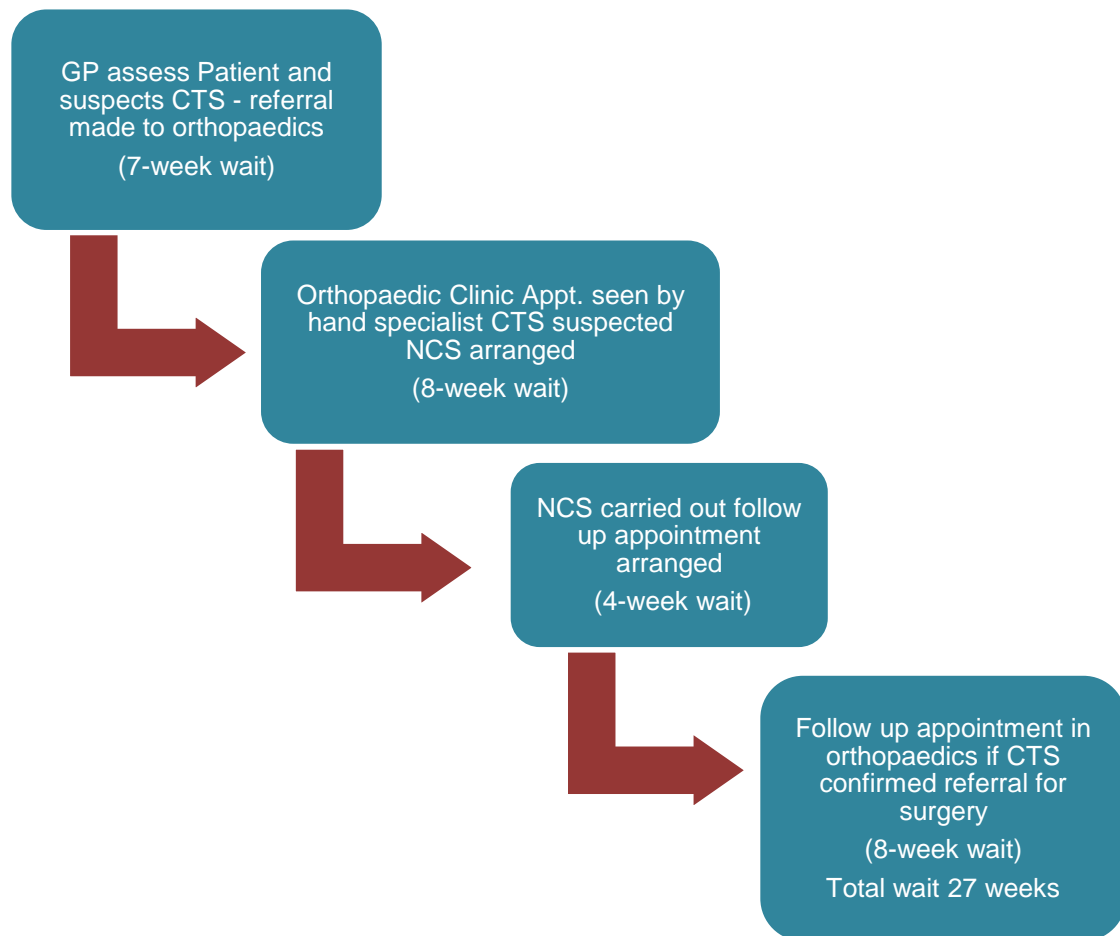 GP assess Patient and
suspects CTS - referral
made to orthopaedics
(7-week wait)
Orthopaedic Clinic Appt. seen by
hand specialist CTS suspected
NCS arranged
(8-week wait)
NCS carried out follow
up appointment
arranged
(4-week wait)
Follow up appointment in
orthopaedics if CTS
confirmed referral for
surgery
(8-week wait)
Total wait 27 weeks